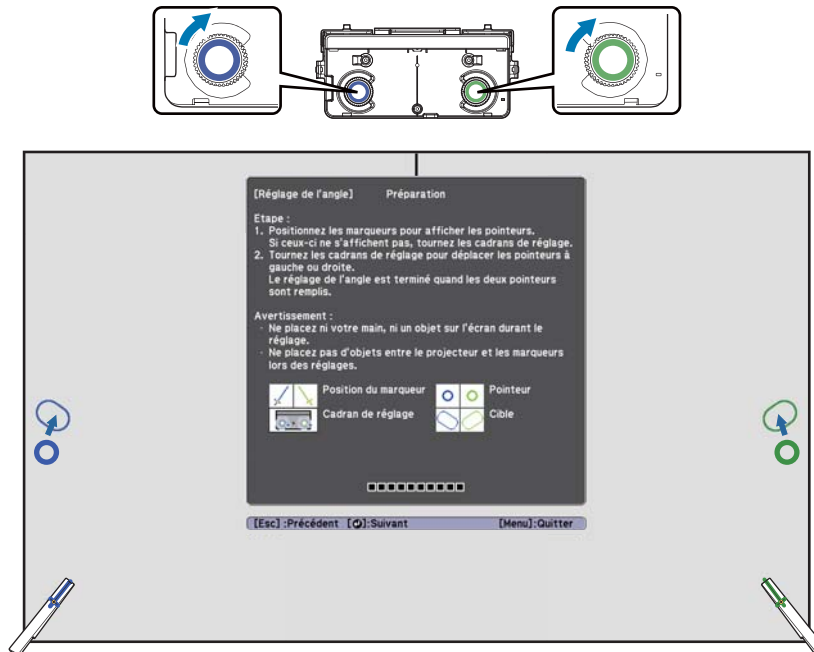 [Réglage de l'angle] Préparation
Etape :
1. Positionnez les marqueurs pour afficher les pointeurs.
Si ceux-ci ne s'affichent pas, tournez les cadrans de réglage.
2. Tournez les cadrans de réglage pour déplacer les pointeurs à
gauche ou droite.
Le réglage de l'angle est terminé quand les deux pointeurs
sont remplis.
Avertissement :
· Ne placez ni votre main, ni un objet sur l'écran durant le
réglage.
· Ne placez pas d'objets entre le projecteur et les marqueurs
lors des réglages.
Position du marqueur Pointeur
Cadran de réglage Cible
[Esc] :Précédent [⏎]:Suivant [Menu]:Quitter